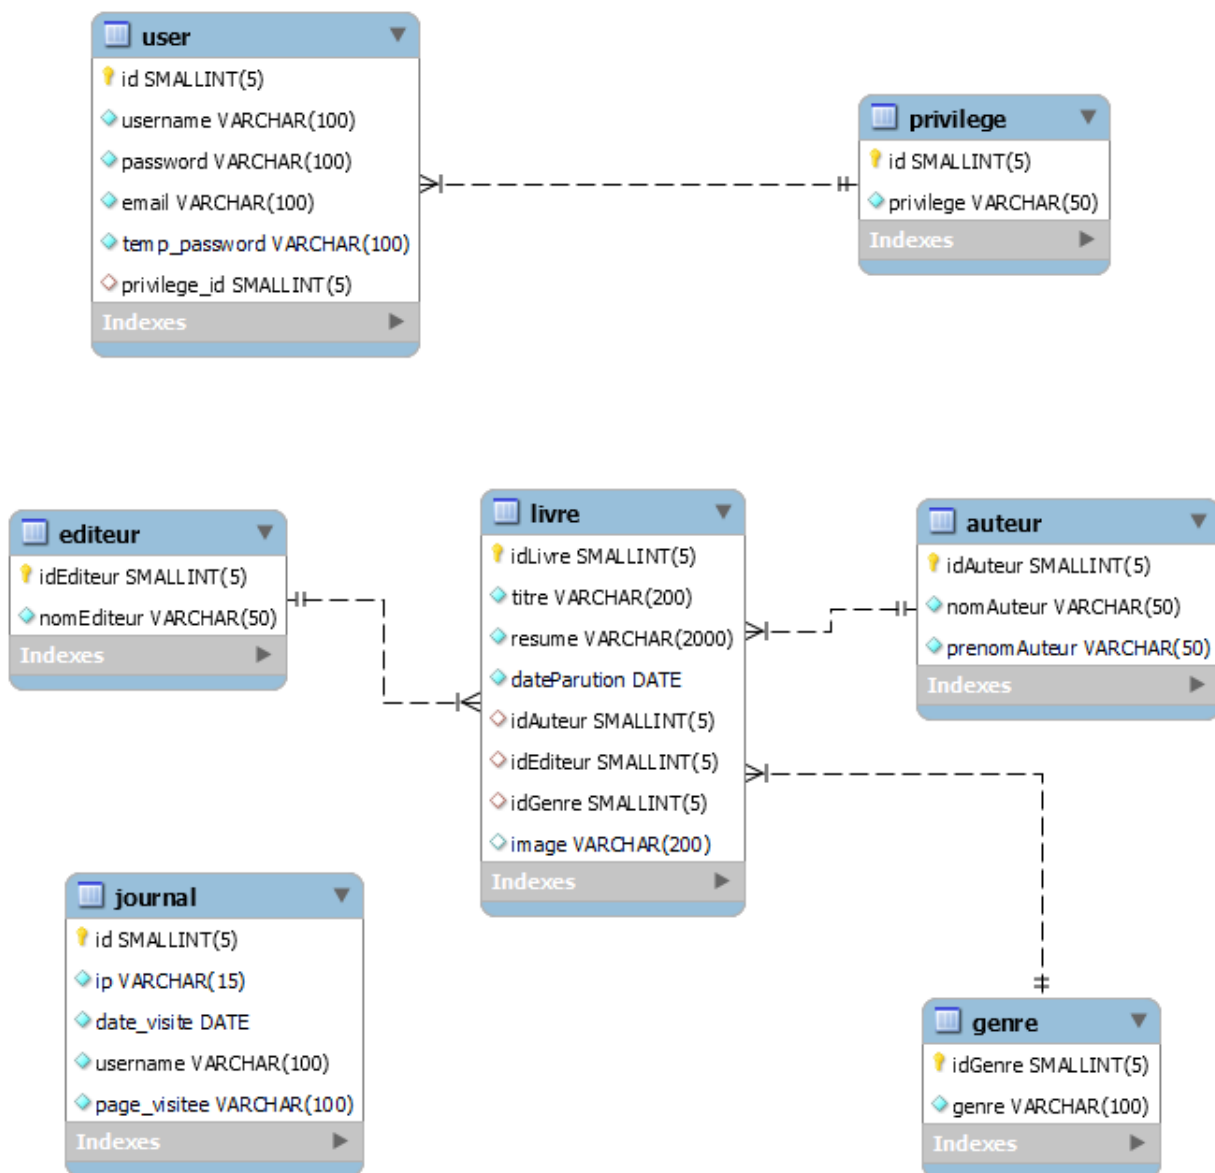 user
id SMALLINT(5)
username VARCHAR(100)
password VARCHAR(100)
email VARCHAR(100)
temp_password VARCHAR(100)
privilege_id SMALLINT(5)
Indexes
privilege
id SMALLINT(5)
privilege VARCHAR(50)
Indexes
editeur
idEditeur SMALLINT(5)
nomEditeur VARCHAR(50)
Indexes
livre
idLivre SMALLINT(5)
titre VARCHAR(200)
resume VARCHAR(2000)
dateParution DATE
idAuteur SMALLINT(5)
idEditeur SMALLINT(5)
idGenre SMALLINT(5)
image VARCHAR(200)
Indexes
auteur
idAuteur SMALLINT(5)
nomAuteur VARCHAR(50)
prenomAuteur VARCHAR(50)
Indexes
journal
id SMALLINT(5)
ip VARCHAR(15)
date_visite DATE
username VARCHAR(100)
page_visitee VARCHAR(100)
Indexes
genre
idGenre SMALLINT(5)
genre VARCHAR(100)
Indexes